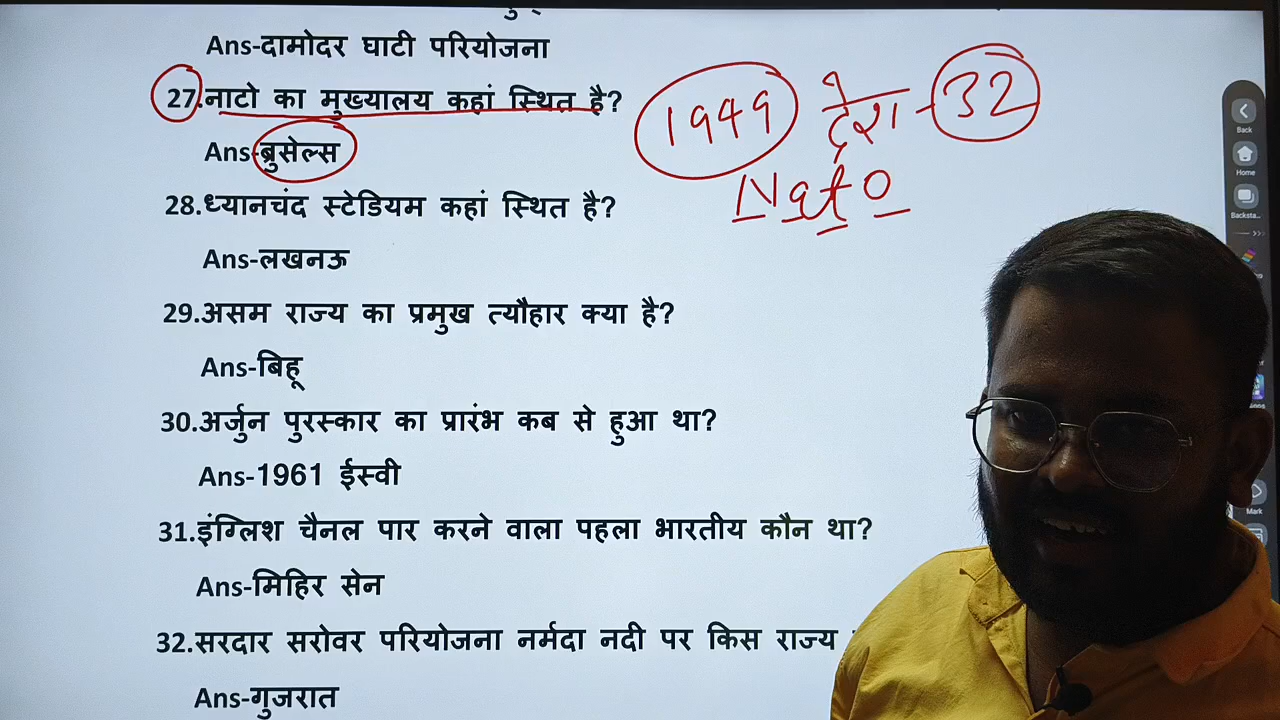 Ans-दामोदर घाटी परियोजना
27.नाटो का मुख्यालय कहां स्थित है?
1949 देश - 32
Ans-ब्रुसेल्स
Nato
28.ध्यानचंद स्टेडियम कहां स्थित है?
Ans-लखनऊ
29.असम राज्य का प्रमुख त्यौहार क्या है?
Ans-बिहू
30.अर्जुन पुरस्कार का प्रारंभ कब से हुआ था?
Ans-1961 ईस्वी
31.इंग्लिश चैनल पार करने वाला पहला भारतीय कौन था?
Ans-मिहिर सेन
32.सरदार सरोवर परियोजना नर्मदा नदी पर किस राज्य
Ans-गुजरात
Back
Home
Backsta...
Mark